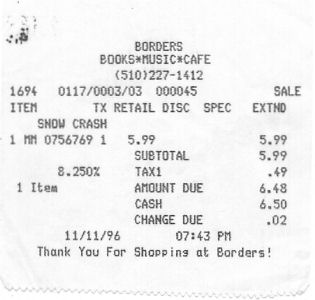 BORDERS
BOOKS*MUSIC*CAFE
(510)227-1412
1694 0117/0003/03 000045 SALE
ITEM TX RETAIL DISC SPEC EXTND
SNOW CRASH
1 MM 0756769 1 5.99 5.99
SUBTOTAL 5.99
8.250% TAX1 .49
1 Item AMOUNT DUE 6.48
CASH 6.50
CHANGE DUE .02
11/11/96 07:43 PM
Thank You For Shopping at Borders!